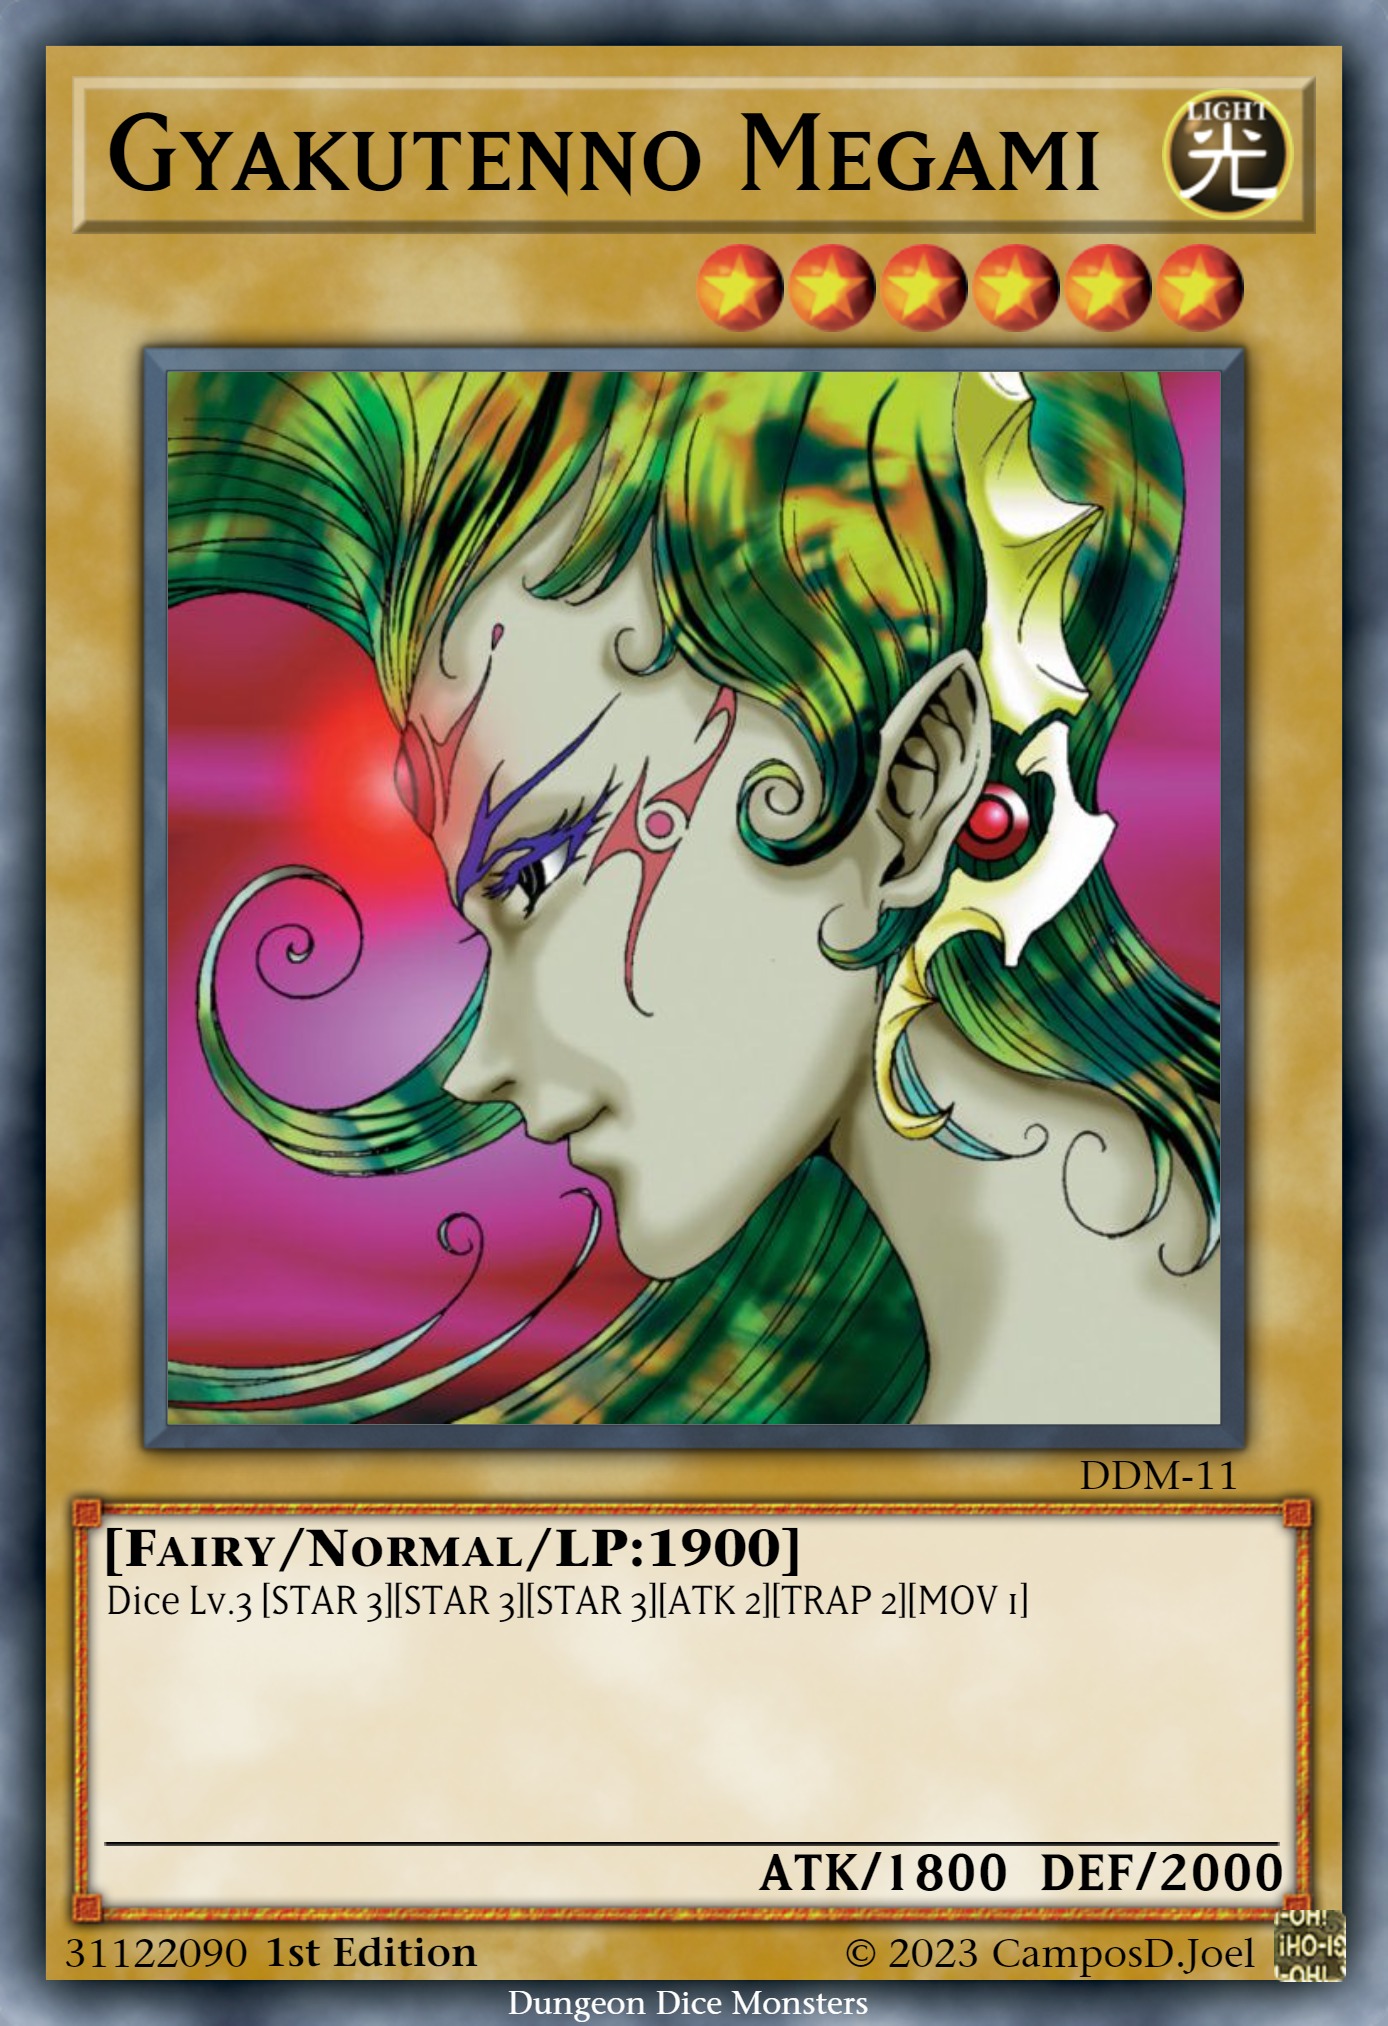 Gyakutenno Megami
LIGHT
光
DDM-11
[Fairy/Normal/LP:1900]
Dice Lv.3 [STAR 3][STAR 3][STAR 3][ATK 2][TRAP 2][MOV 1]
ATK/1800 DEF/2000
31122090 1st Edition
© 2023 CamposD.Joel
Dungeon Dice Monsters